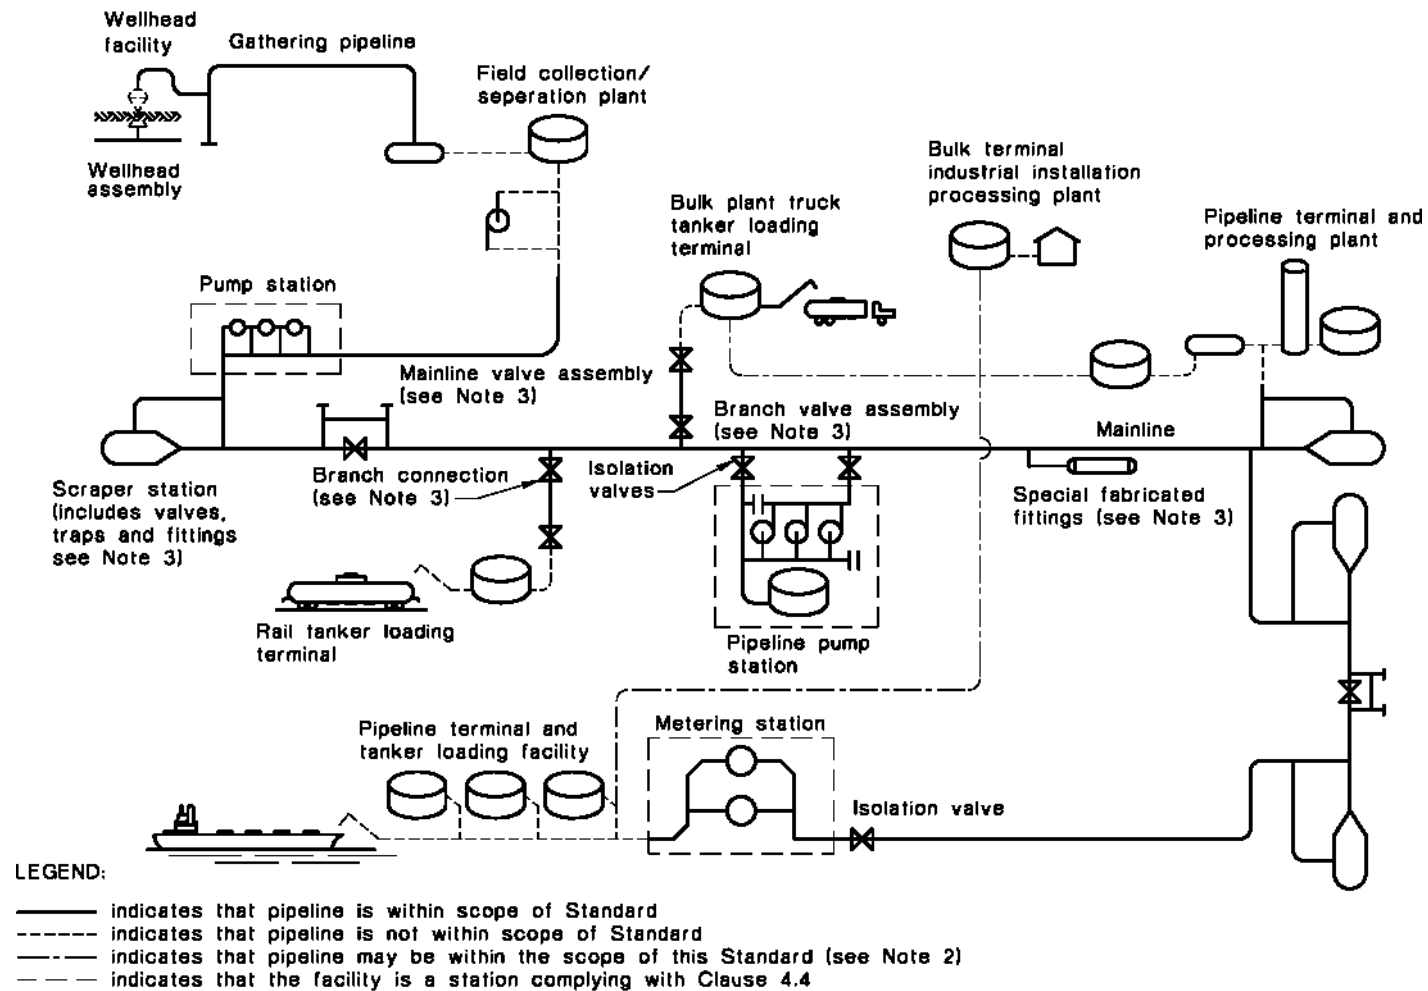 Wellhead
facility
Gathering pipeline
Field collection/
seperation plant
Wellhead
assembly
Bulk terminal
industrial installation
processing plant
Bulk plant truck
tanker loading
terminal
Pipeline terminal and
processing plant
Pump station
Mainline valve assembly
(see Note 3)
Branch valve assembly
(see Note 3)
Mainline
Scraper station
(includes valves,
traps and fittings
see Note 3)
Branch connection
(see Note 3)
Isolation
valves
Special fabricated
fittings (see Note 3)
Rail tanker loading
terminal
Pipeline pump
station
Pipeline terminal and
tanker loading facility
Metering station
Isolation valve
LEGEND:
indicates that pipeline is within scope of Standard
indicates that pipeline is not within scope of Standard
indicates that pipeline may be within the scope of this Standard (see Note 2)
indicates that the facility is a station complying with Clause 4.4